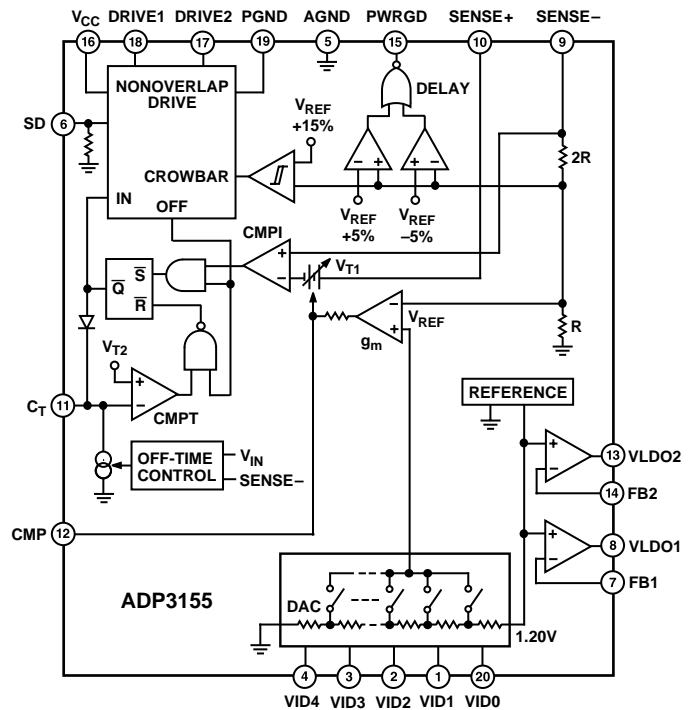 VCC DRIVE1 DRIVE2 PGND AGND PWRGD SENSE+ SENSE–
16 18 17 19 5 15 10 9
NONOVERLAP
DRIVE
DELAY
SD 6
VREF
+15%
2R
CROWBAR
IN
OFF
VREF
+5%
VREF
–5%
CMPI
VT1
S
Q
R
VREF
R
gm
VT2
CT 11
CMPT
REFERENCE
OFF-TIME
CONTROL
VIN
SENSE–
13 VLDO2
14 FB2
CMP 12
8 VLDO1
7 FB1
ADP3155
DAC
1.20V
4 3 2 1 20
VID4 VID3 VID2 VID1 VID0